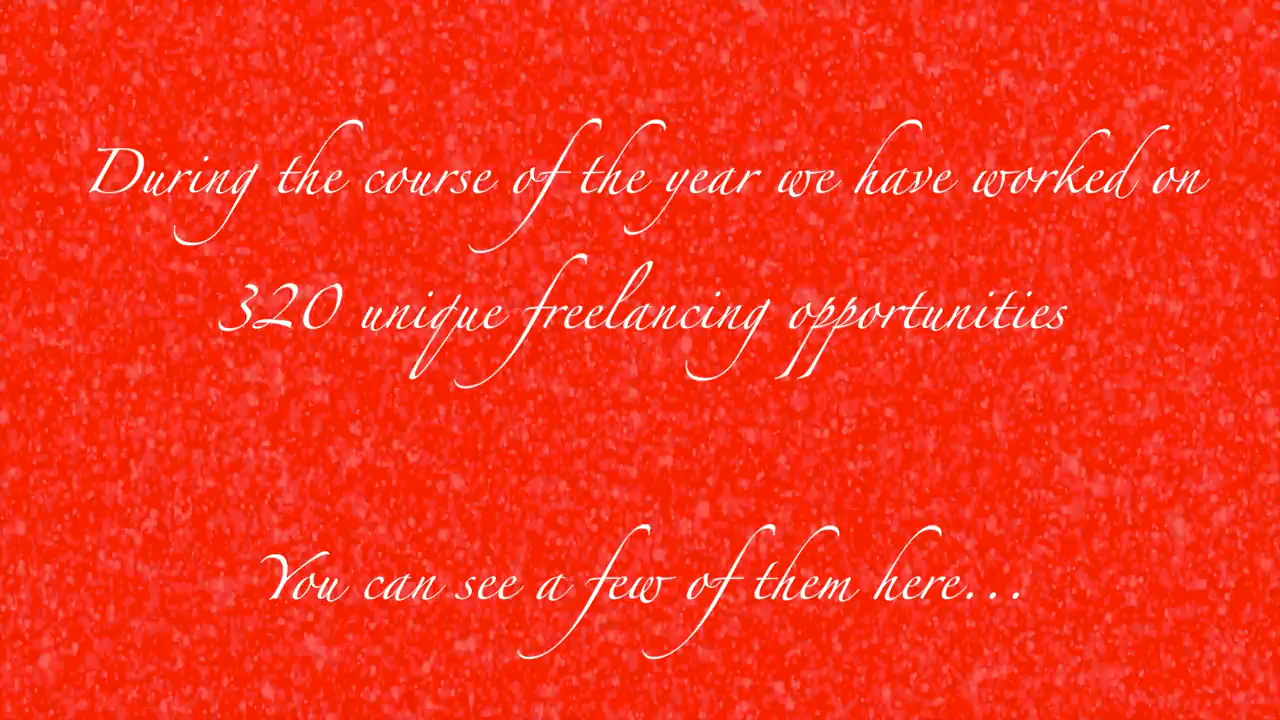 During the course of the year we have worked on
320 unique freelancing opportunities
You can see a few of them here...